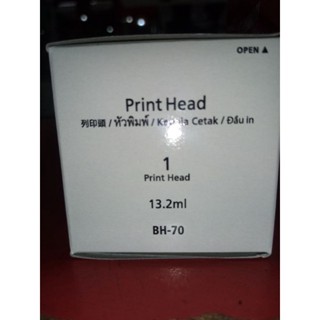 OPEN ▲
Print Head
列印頭 / หัวพิมพ์ / Kepala Cetak / Đầu in
1
Print Head
13.2ml
BH-70